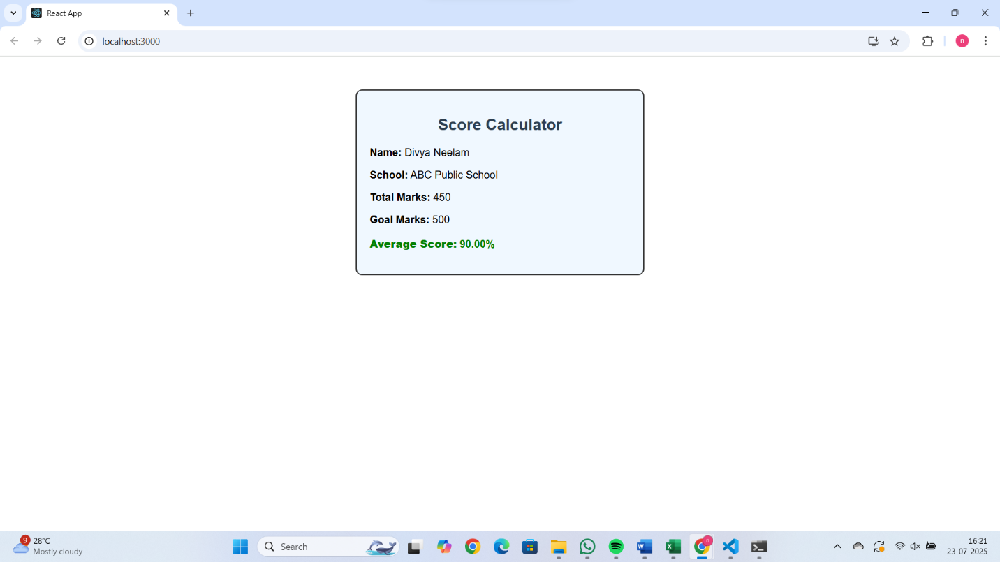 React App
localhost:3000
n
Score Calculator
Name: Divya Neelam
School: ABC Public School
Total Marks: 450
Goal Marks: 500
Average Score: 90.00%
9
28°C
Mostly cloudy
Search
n
16:21
23-07-2025